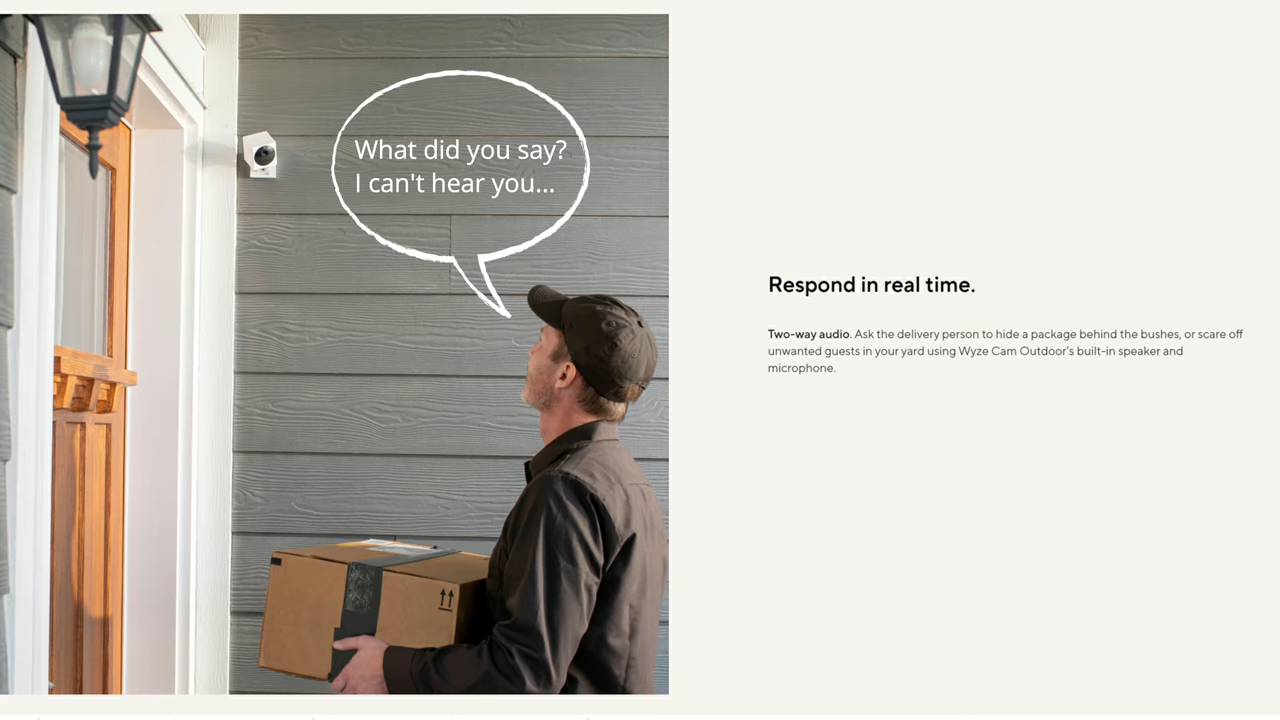 What did you say?
I can't hear you...
Respond in real time.
Two-way audio. Ask the delivery person to hide a package behind the bushes, or scare off
unwanted guests in your yard using Wyze Cam Outdoor's built-in speaker and
microphone.